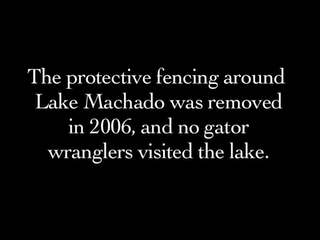 The protective fencing around
Lake Machado was removed
in 2006, and no gator
wranglers visited the lake.